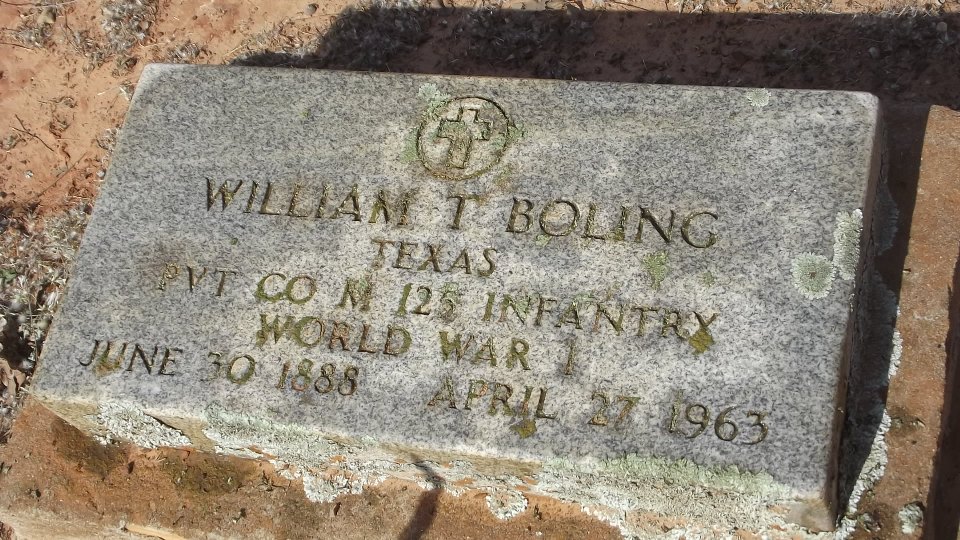 WILLIAM T BOLING
TEXAS
PVT CO M 125 INFANTRY
WORLD WAR I
JUNE 30 1888 APRIL 27 1963